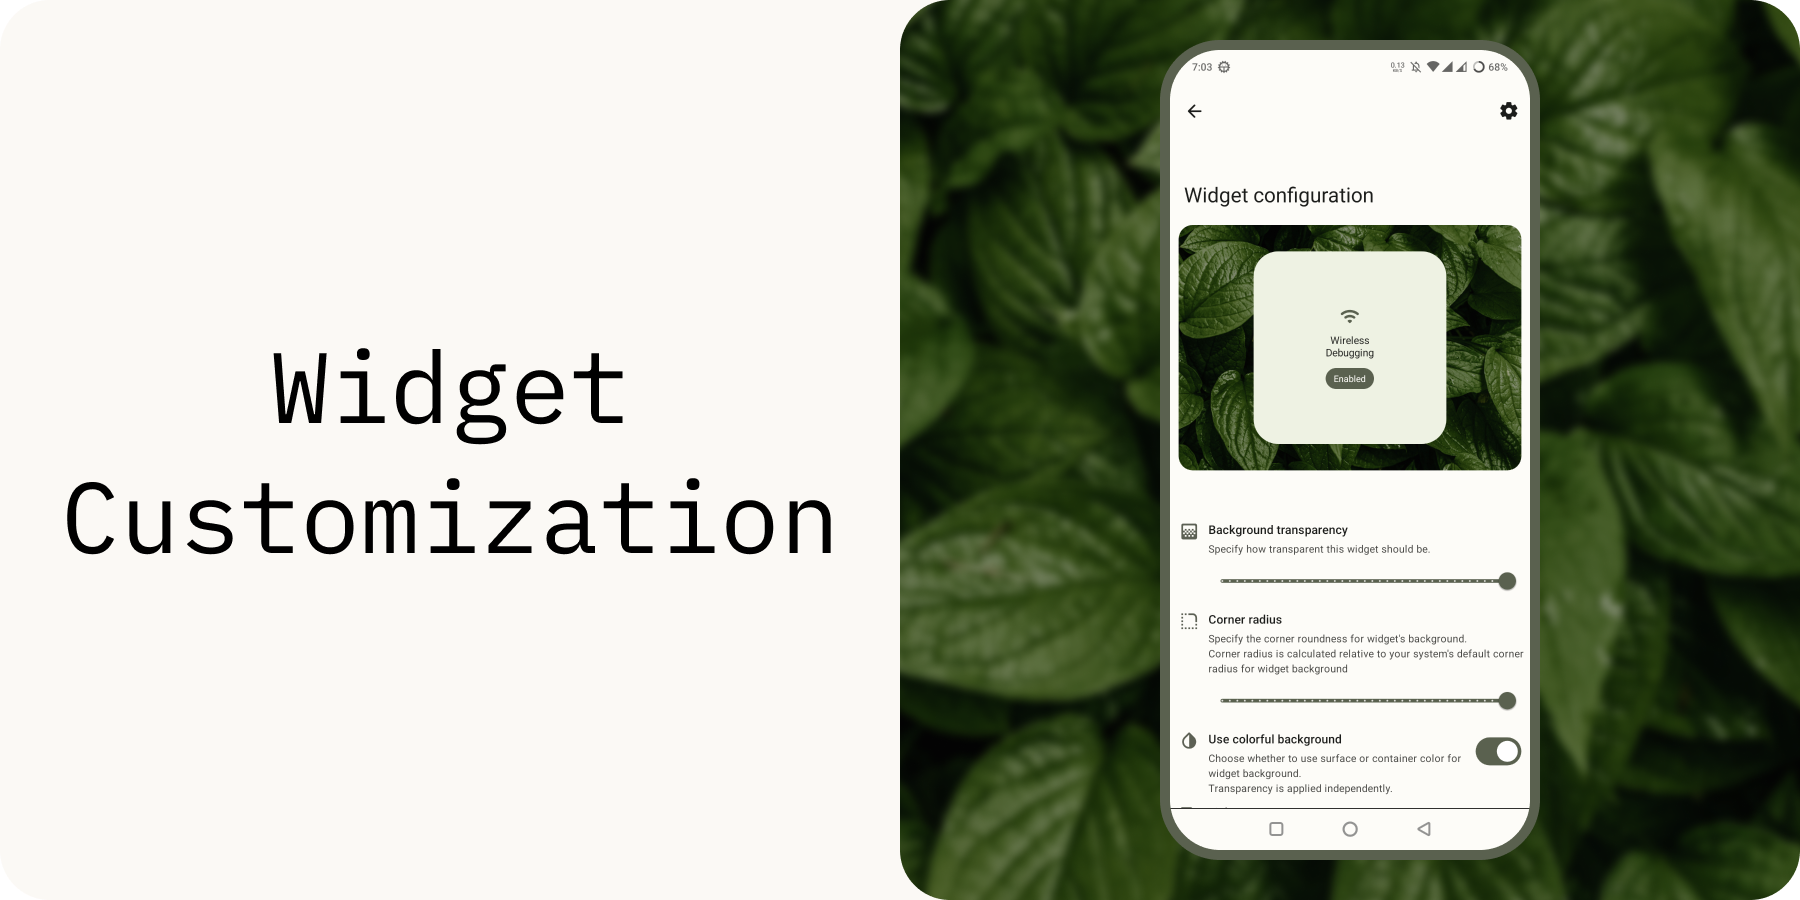 Widget
Customization
7:03
0.13
68%
Widget configuration
Wireless
Debugging
Enabled
Background transparency
Specify how transparent this widget should be.
Corner radius
Specify the corner roundness for widget's background.
Corner radius is calculated relative to your system's default corner
radius for widget background
Use colorful background
Choose whether to use surface or container color for
widget background.
Transparency is applied independently.